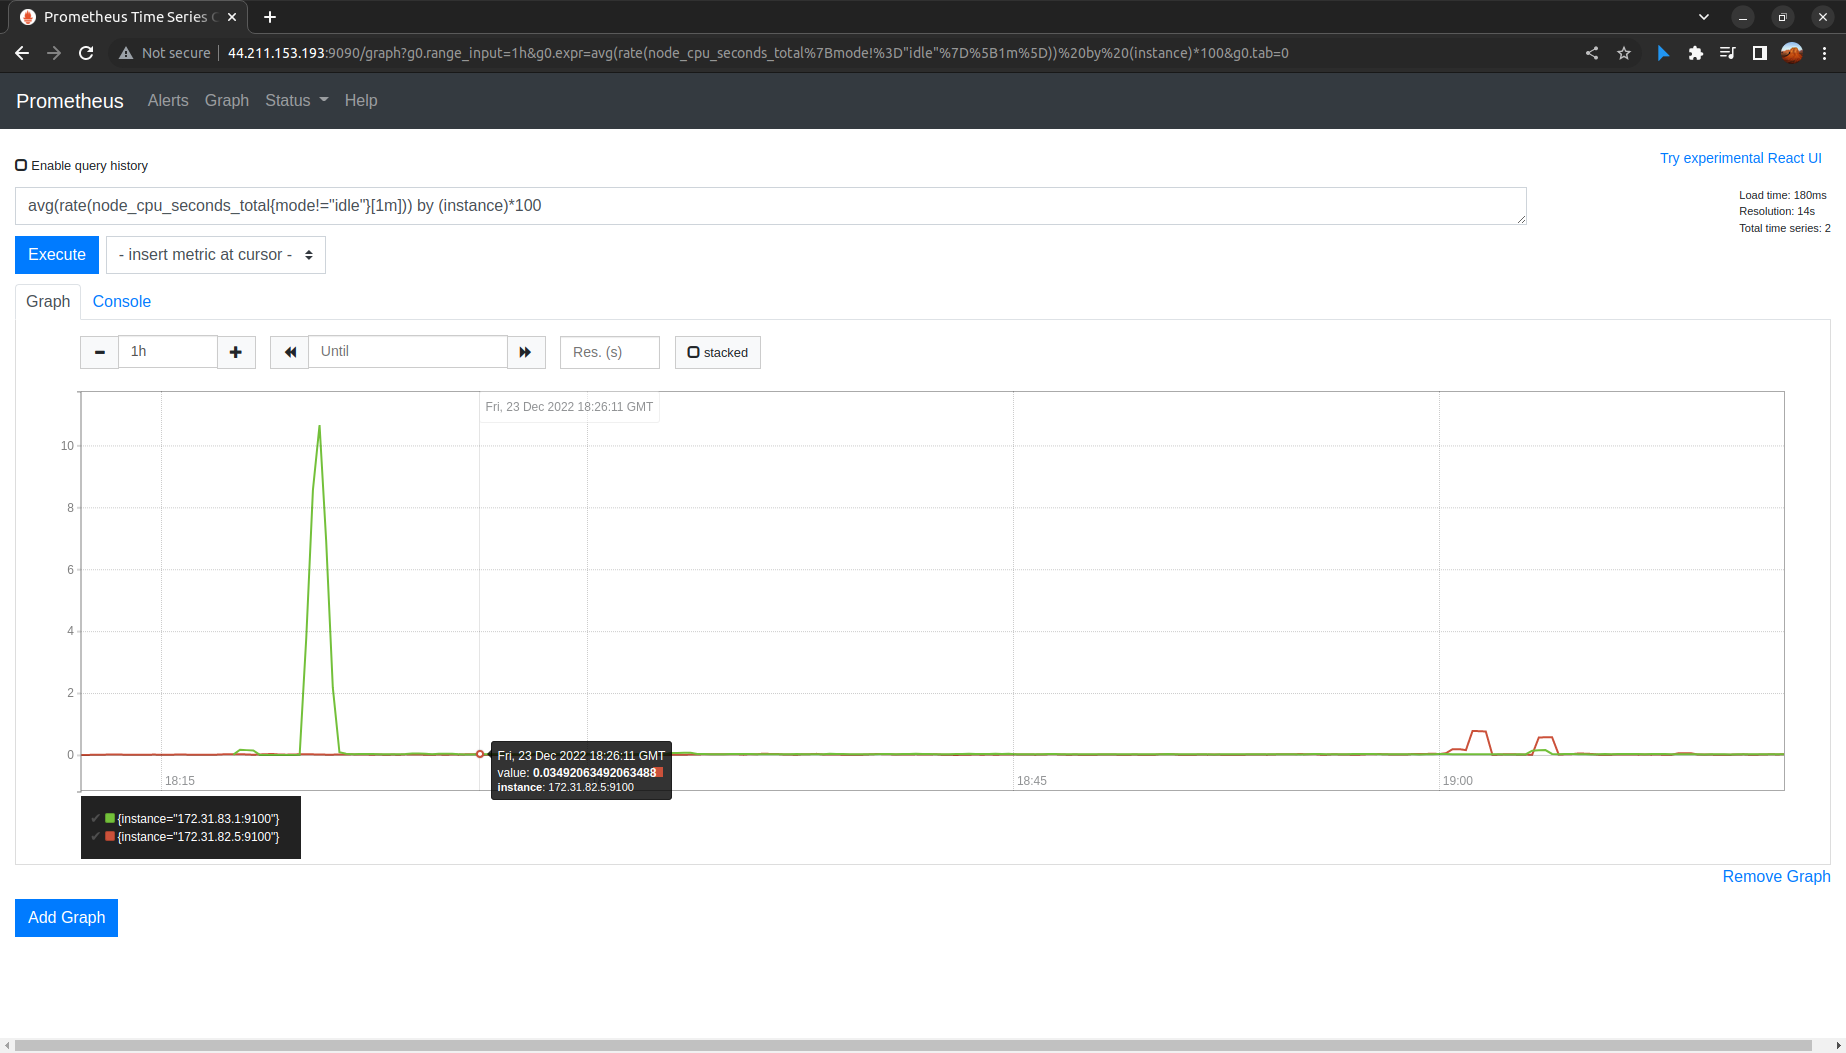 Prometheus Time Series
Not secure
44.211.153.193:9090/graph?g0.range_input=1h&g0.expr=avg(rate(node_cpu_seconds_total%7Bmode!%3D"idle"%7D%5B1m%5D))%20by%20(instance)*100&g0.tab=0
Prometheus Alerts Graph Status Help
Enable query history
Try experimental React UI
avg(rate(node_cpu_seconds_total{mode!="idle"}[1m])) by (instance)*100
Load time: 180ms
Resolution: 14s
Total time series: 2
Execute
- insert metric at cursor -
Graph Console
1h
Until
Res. (s)
stacked
Fri, 23 Dec 2022 18:26:11 GMT
10
8
6
4
2
0
Fri, 23 Dec 2022 18:26:11 GMT
value: 0.03492063492063488
instance: 172.31.82.5:9100
18:15
18:45
19:00
{instance="172.31.83.1:9100"}
{instance="172.31.82.5:9100"}
Remove Graph
Add Graph